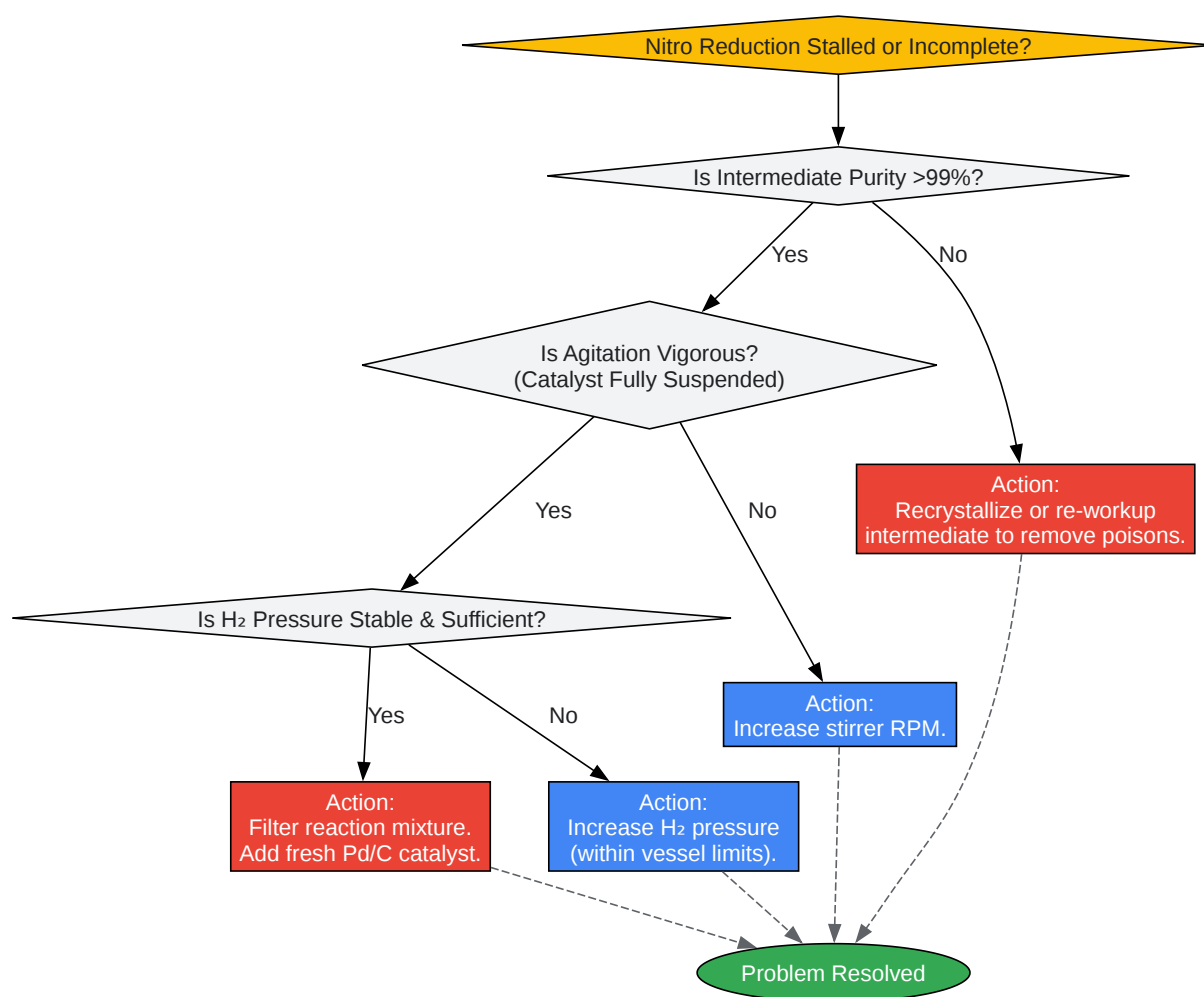 Nitro Reduction Stalled or Incomplete?
Is Intermediate Purity >99%?
Yes
No
Is Agitation Vigorous?
(Catalyst Fully Suspended)
Yes
No
Action:
Recrystallize or re-workup
intermediate to remove poisons.
Is H₂ Pressure Stable & Sufficient?
Yes
No
Action:
Increase stirrer RPM.
Action:
Filter reaction mixture.
Add fresh Pd/C catalyst.
Action:
Increase H₂ pressure
(within vessel limits).
Problem Resolved